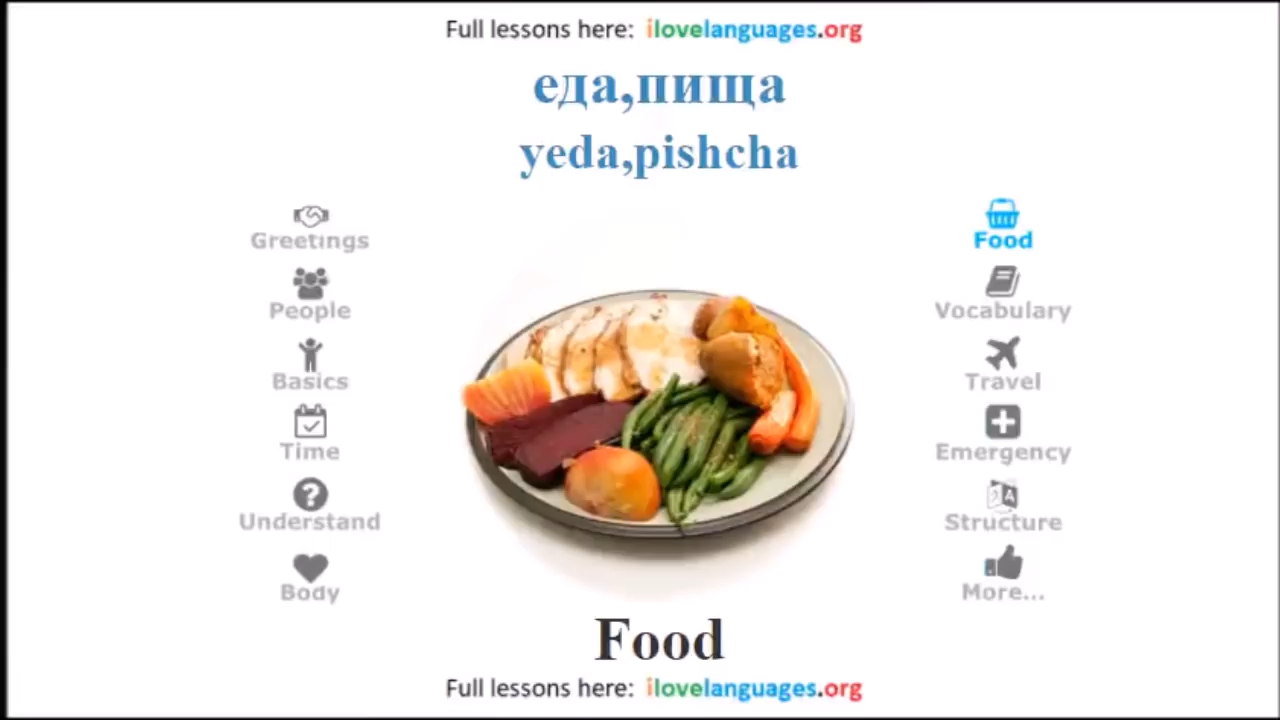 Full lessons here: ilovelanguages.org
еда,пища
yeda,pishcha
Greetings
People
Basics
Time
Understand
Body
Food
Vocabulary
Travel
Emergency
Structure
More...
Food
Full lessons here: ilovelanguages.org